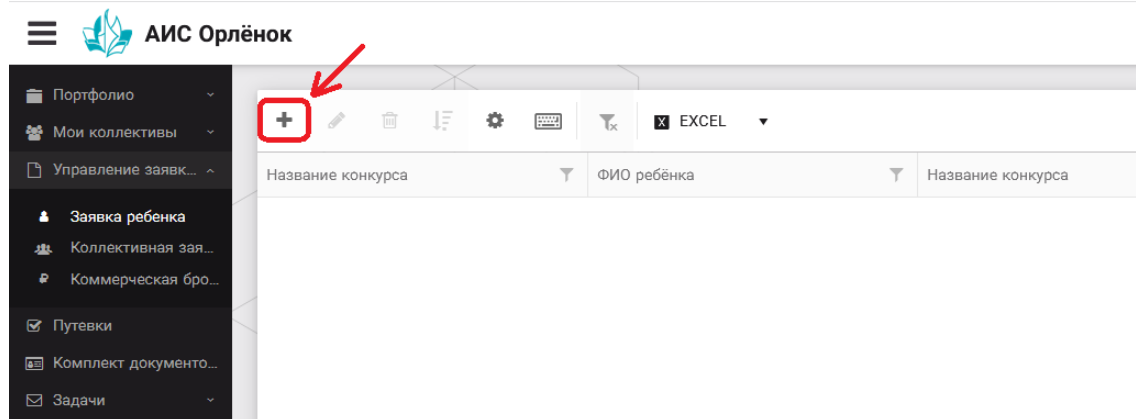 АИС Орлёнок
Портфолио
Мои коллективы
Управление заявк...
Заявка ребенка
Коллективная зая...
Коммерческая бро...
Путевки
Комплект документо...
Задачи
X EXCEL
Название конкурса ФИО ребёнка Название конкурса